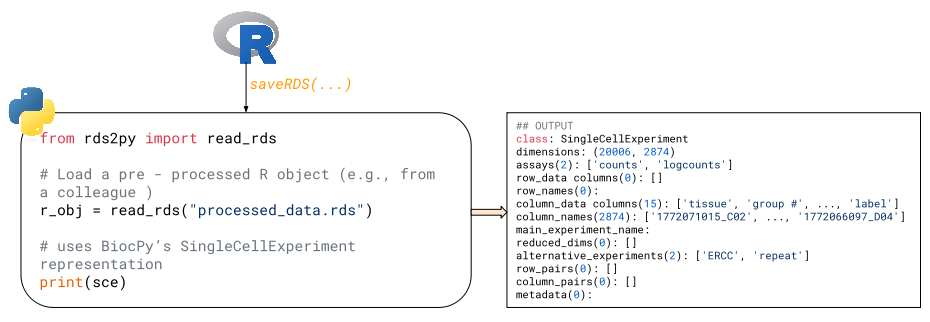 R
saveRDS(...)
from rds2py import read_rds
# Load a pre - processed R object (e.g., from
a colleague )
r_obj = read_rds("processed_data.rds")
# uses BiocPy’s SingleCellExperiment
representation
print(sce)
## OUTPUT
class: SingleCellExperiment
dimensions: (20006, 2874)
assays(2): ['counts', 'logcounts']
row_data columns(0): []
row_names(0):
column_data columns(15): ['tissue', 'group #', ..., 'label']
column_names(2874): ['1772071015_C02', ..., '1772066097_D04']
main_experiment_name:
reduced_dims(0): []
alternative_experiments(2): ['ERCC', 'repeat']
row_pairs(0): []
column_pairs(0): []
metadata(0):